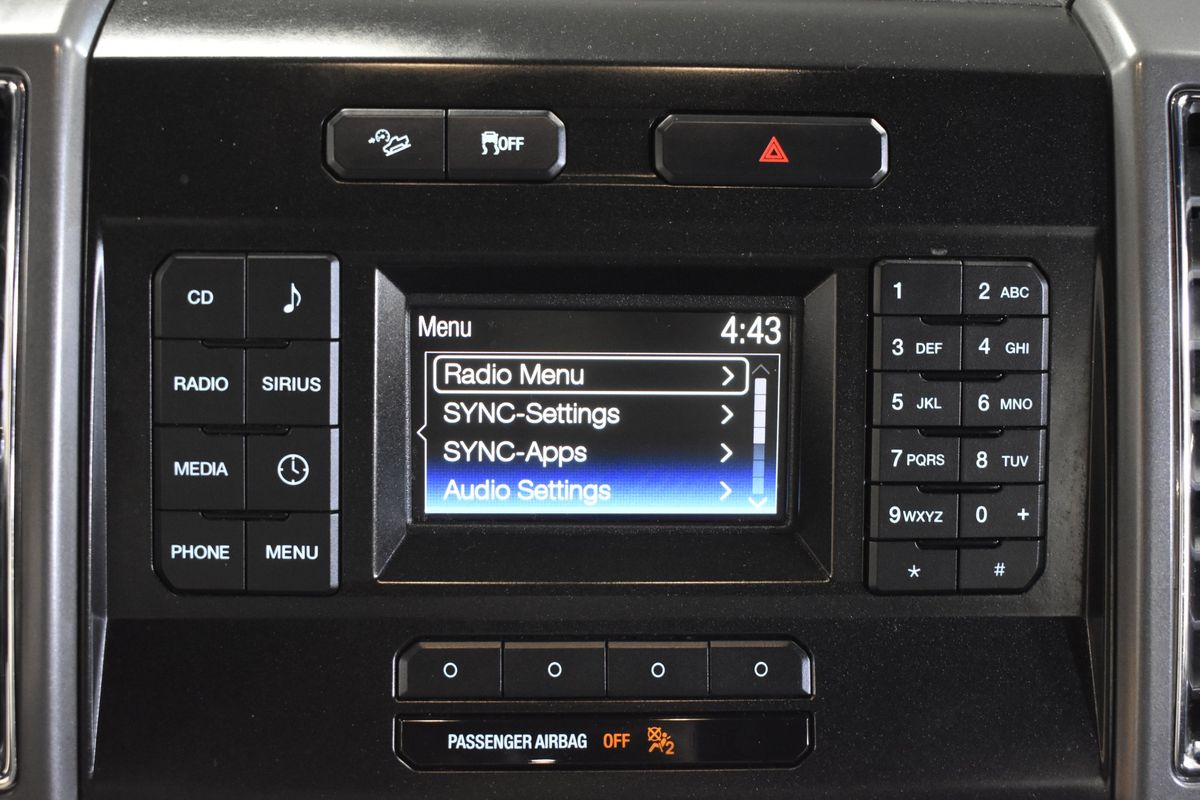 OFF
CD
RADIO SIRIUS
MEDIA
PHONE MENU
Menu 4:43
Radio Menu
SYNC-Settings
SYNC-Apps
Audio Settings
1 2 ABC
3 DEF 4 GHI
5 JKL 6 MNO
7 PQRS 8 TUV
9 WXYZ 0 +
* #
PASSENGER AIRBAG OFF 2